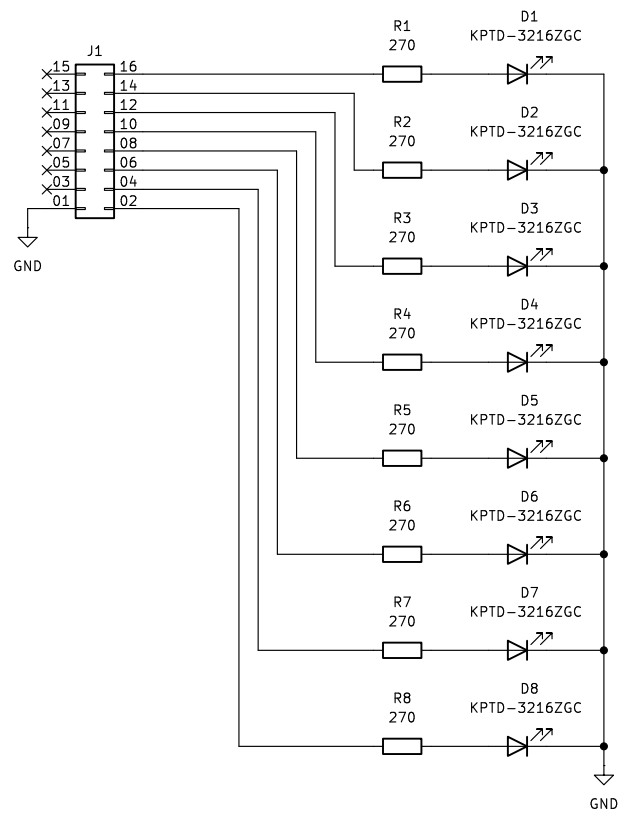 J1
15 16
13 14
11 12
09 10
07 08
05 06
03 04
01 02
GND
R1
270
D1
KPTD-3216ZGC
R2
270
D2
KPTD-3216ZGC
R3
270
D3
KPTD-3216ZGC
R4
270
D4
KPTD-3216ZGC
R5
270
D5
KPTD-3216ZGC
R6
270
D6
KPTD-3216ZGC
R7
270
D7
KPTD-3216ZGC
R8
270
D8
KPTD-3216ZGC
GND